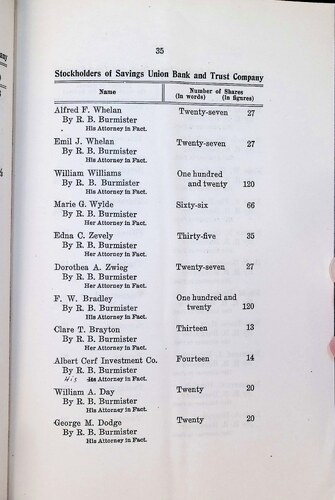 35
Stockholders of Savings Union Bank and Trust Company
Name Number of Shares
(in words) (in figures)
Alfred F. Whelan Twenty-seven 27
By R. B. Burmister
His Attorney in Fact.
Emil J. Whelan Twenty-seven 27
By R. B. Burmister
His Attorney in Fact.
William Williams One hundred
By R. B. Burmister and twenty 120
His Attorney in Fact.
Marie G. Wylde Sixty-six 66
By R. B. Burmister
Her Attorney in Fact.
Edna C. Zevely Thirty-five 35
By R. B. Burmister
Her Attorney in Fact.
Dorothea A. Zwieg Twenty-seven 27
By R. B. Burmister
Her Attorney in Fact.
F. W. Bradley One hundred and
By R. B. Burmister twenty 120
His Attorney in Fact.
Clare T. Brayton Thirteen 13
By R. B. Burmister
Her Attorney in Fact.
Albert Cerf Investment Co. Fourteen 14
By R. B. Burmister
Attorney in Fact.
William A. Day Twenty 20
By R. B. Burmister
His Attorney in Fact.
George M. Dodge Twenty 20
By R. B. Burmister
His Attorney in Fact.